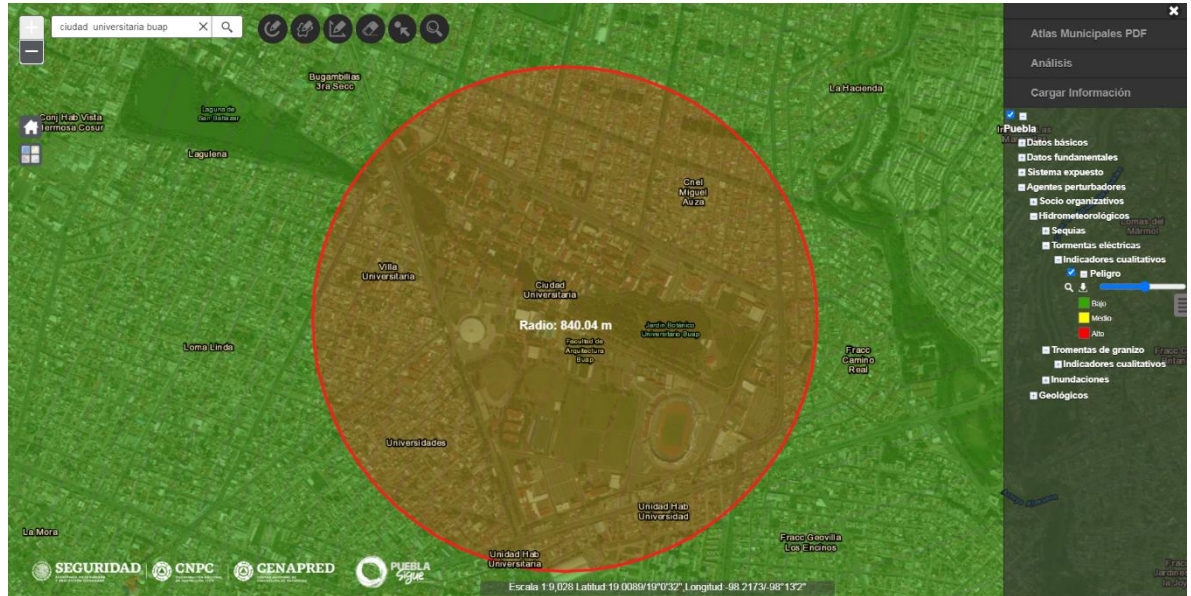 ciudad universitaria buap
Bugambilias
3ra Secc
La Hacienda
Laguna de
San Baltazar
Conj Hab Vista
Hermosa Cosur
Lagulena
Cnel
Miguel
Auza
Villa
Universitaria
Ciudad
Universitaria
Radio: 840.04 m
Jardín Botánico
Universitario Buap
Facultad de
Arquitectura
Buap
Loma Linda
Fracc
Camino
Real
Universidades
Unidad Hab
Universidad
La Mora
Unidad Hab
Universitaria
Fracc Geovilla
Los Encinos
SEGURIDAD
CNPC
CENAPRED
PUEBLA
Sigue
Escala 1:9,028 Latitud:19.0089/19°0'32",Longitud:-98.2173/-98°13'2"
Atlas Municipales PDF
Análisis
Cargar Información
Puebla
Datos básicos
Datos fundamentales
Sistema expuesto
Agentes perturbadores
Socio organizativos
Hidrometeorológicos
Lomas del
Mármol
Sequías
Tormentas eléctricas
Indicadores cualitativos
Peligro
Bajo
Medio
Alto
Tromentas de granizo
Indicadores cualitativos
Inundaciones
Geológicos